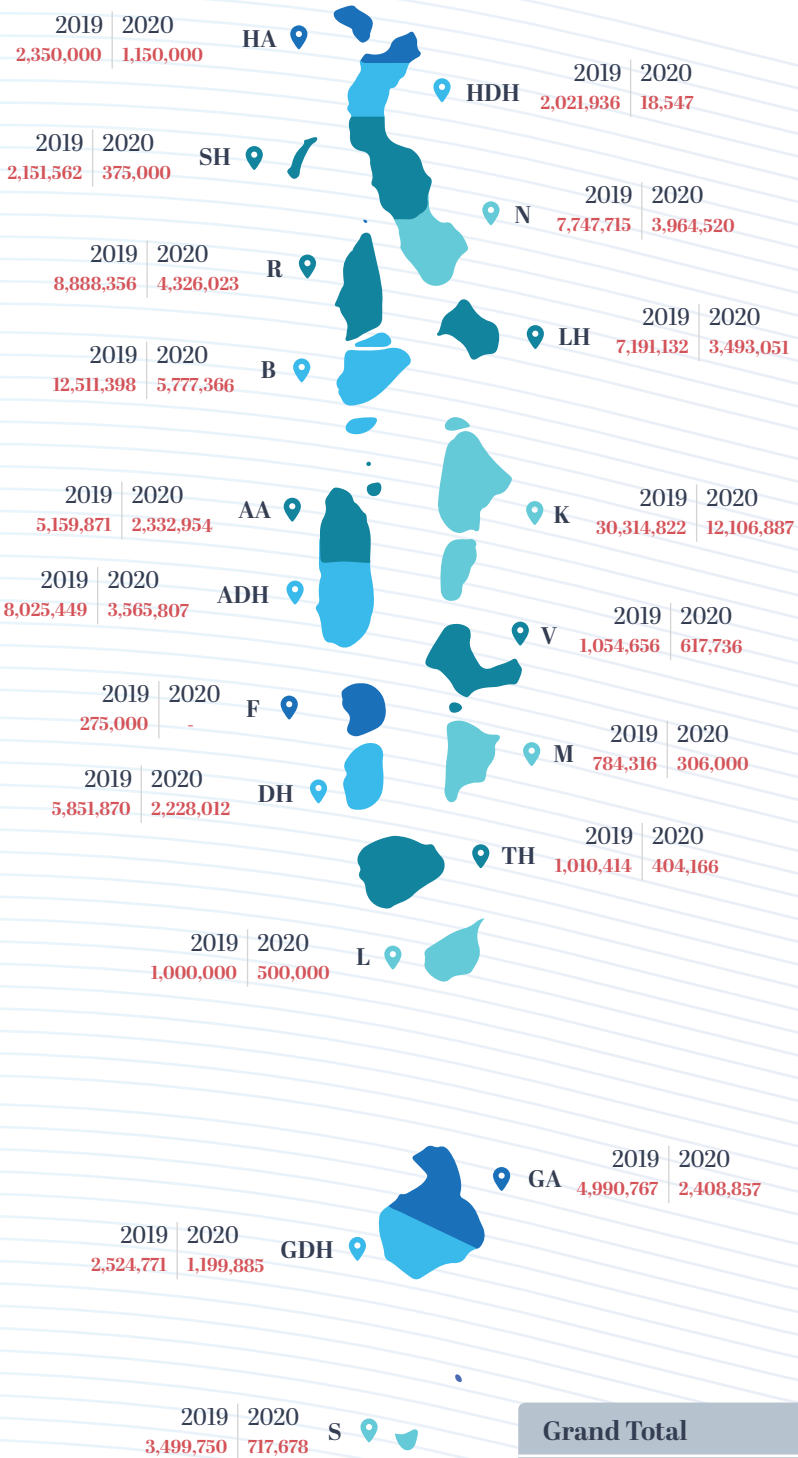 2019 2020
HA
2,350,000 1,150,000
2019 2020
HDH
2,021,936 18,547
2019 2020
SH
2,151,562 375,000
2019 2020
N
7,747,715 3,964,520
2019 2020
R
8,888,356 4,326,023
2019 2020
LH
7,191,132 3,493,051
2019 2020
B
12,511,398 5,777,366
2019 2020
AA
5,159,871 2,332,954
2019 2020
K
30,314,822 12,106,887
2019 2020
ADH
8,025,449 3,565,807
2019 2020
V
1,054,656 617,736
2019 2020
F
275,000 -
2019 2020
M
784,316 306,000
2019 2020
DH
5,851,870 2,228,012
2019 2020
TH
1,010,414 404,166
2019 2020
L
1,000,000 500,000
2019 2020
GA
4,990,767 2,408,857
2019 2020
GDH
2,524,771 1,199,885
2019 2020
S
3,499,750 717,678
Grand Total